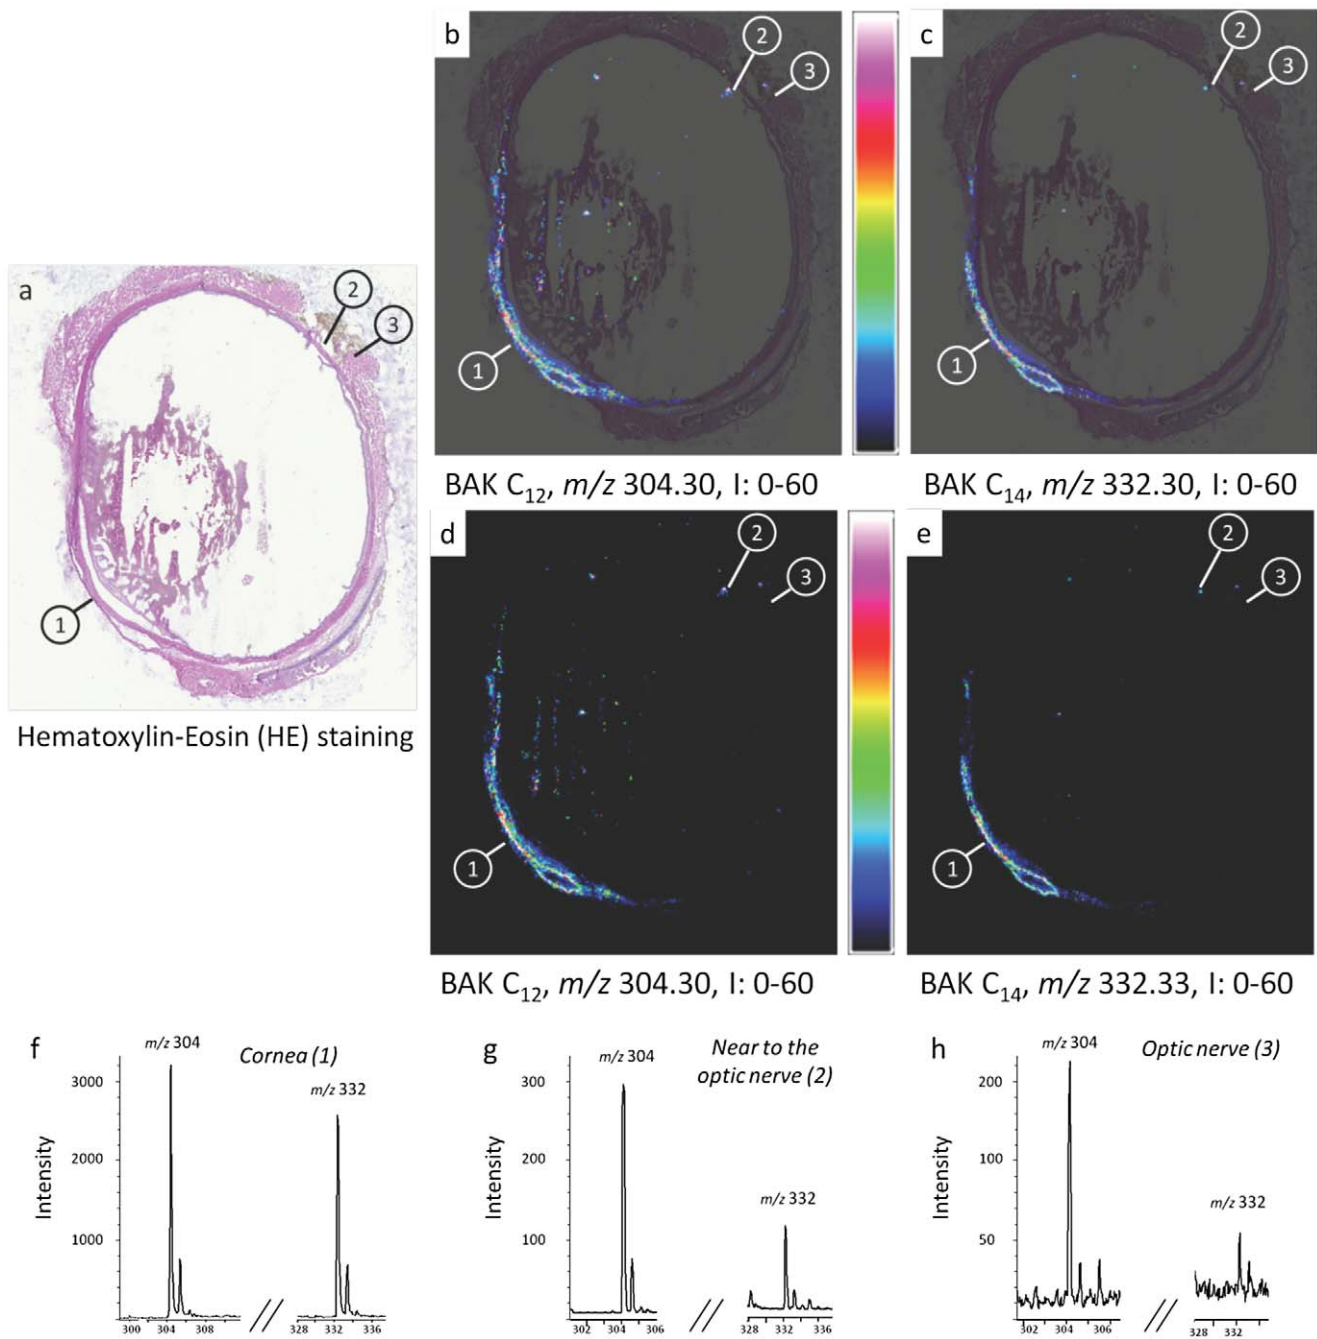 b
2
3
c
2
3
1
1
a
2
3
1
BAK C12, m/z 304.30, I: 0-60
BAK C14, m/z 332.30, I: 0-60
Hematoxylin-Eosin (HE) staining
d
2
3
1
e
2
3
1
BAK C12, m/z 304.30, I: 0-60
BAK C14, m/z 332.33, I: 0-60
f
m/z 304
Cornea (1)
m/z 332
3000
2000
1000
Intensity
300 304 308 // 328 332 336
g
m/z 304
Near to the
optic nerve (2)
m/z 332
300
200
100
Intensity
302 304 306 // 328 332 336
h
m/z 304
Optic nerve (3)
m/z 332
200
100
50
Intensity
302 304 306 // 328 332